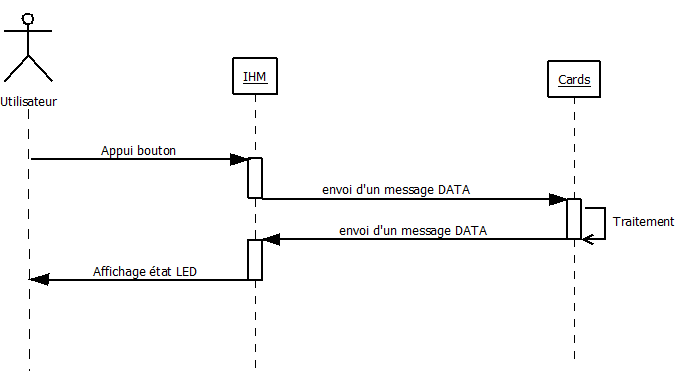 IHM
Cards
Utilisateur
Appui bouton
envoi d'un message DATA
Traitement
envoi d'un message DATA
Affichage état LED